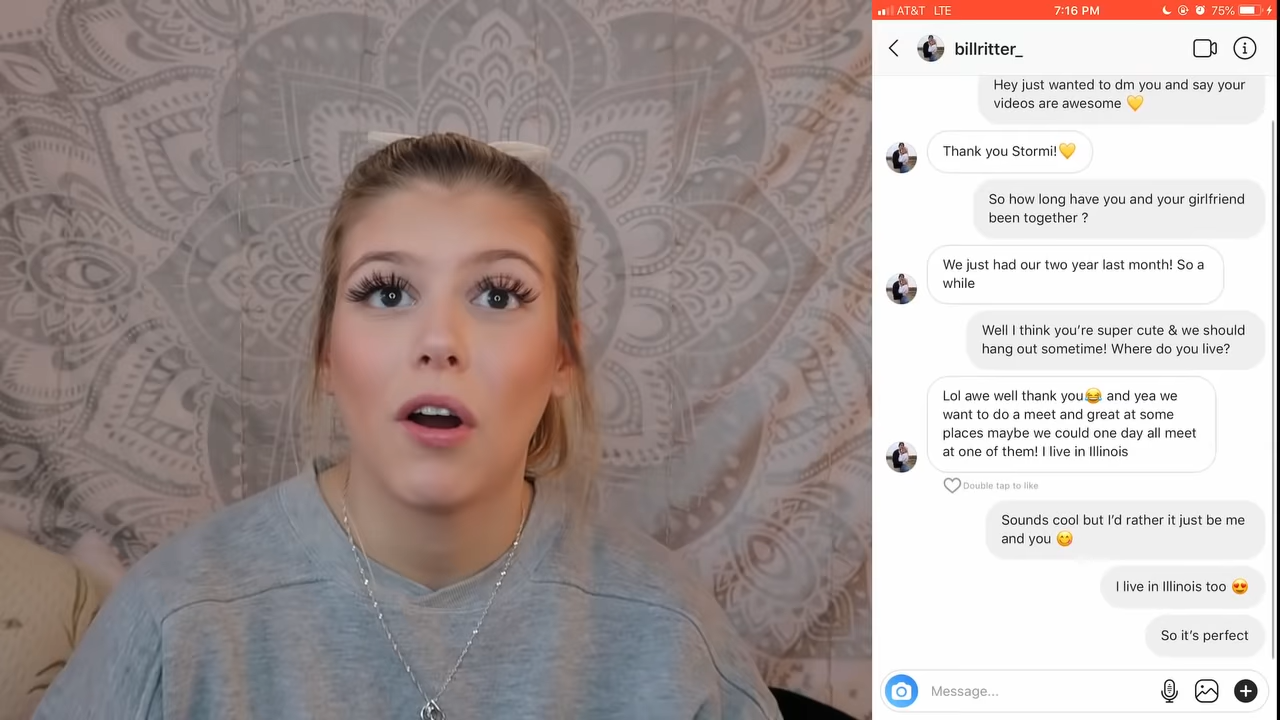 AT&T LTE 7:16 PM 75%
billritter_
Hey just wanted to dm you and say your
videos are awesome 💛
Thank you Stormi!💛
So how long have you and your girlfriend
been together ?
We just had our two year last month! So a
while
Well I think you’re super cute & we should
hang out sometime! Where do you live?
Lol awe well thank you😂 and yea we
want to do a meet and great at some
places maybe we could one day all meet
at one of them! I live in Illinois
Double tap to like
Sounds cool but I’d rather it just be me
and you 😋
I live in Illinois too 😍
So it’s perfect
Message...